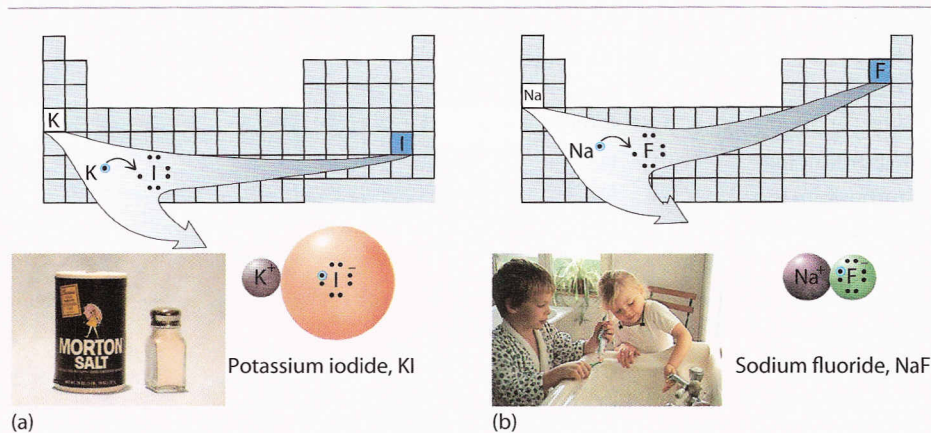 K
I
K
I
K+
I−
MORTON
SALT
Potassium iodide, KI
(a)
Na
F
Na
F
Na+
F−
Sodium fluoride, NaF
(b)